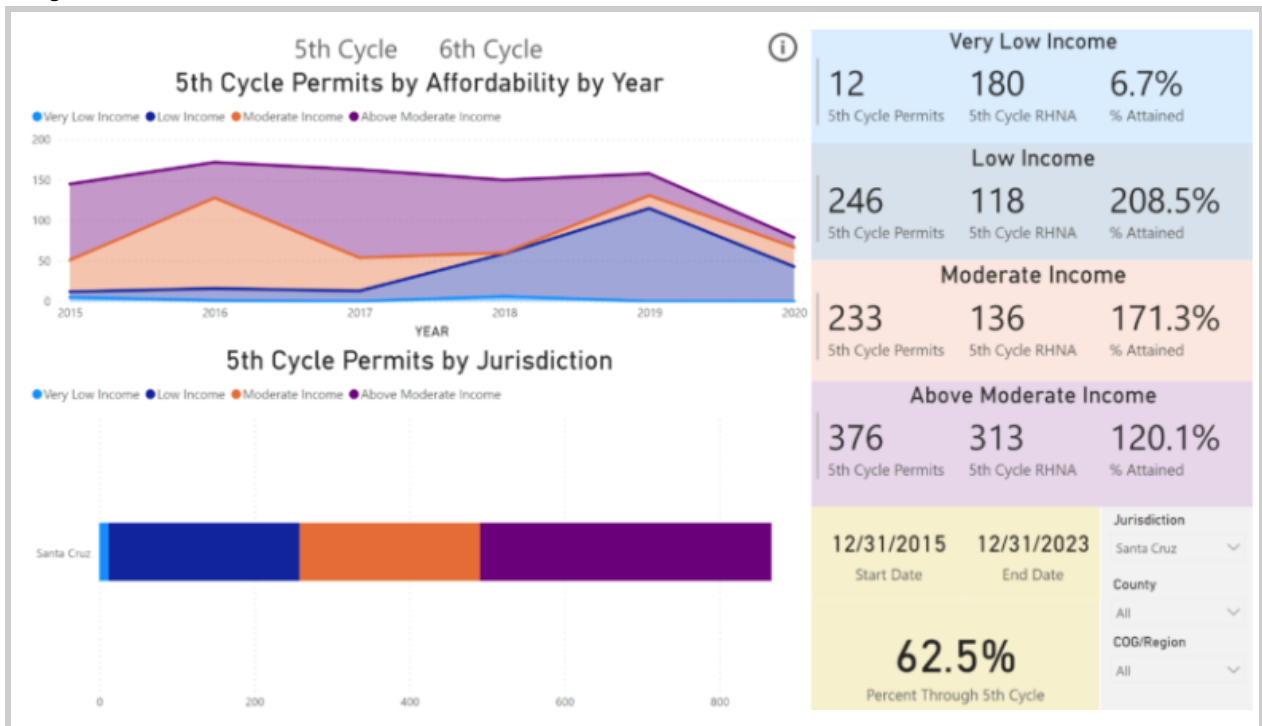 5th Cycle 6th Cycle
5th Cycle Permits by Affordability by Year
Very Low Income Low Income Moderate Income Above Moderate Income
200
150
100
50
0
2015 2016 2017 2018 2019 2020
YEAR
5th Cycle Permits by Jurisdiction
Very Low Income Low Income Moderate Income Above Moderate Income
Santa Cruz
0 200 400 600 800
Very Low Income
12 180 6.7%
5th Cycle Permits 5th Cycle RHNA % Attained
Low Income
246 118 208.5%
5th Cycle Permits 5th Cycle RHNA % Attained
Moderate Income
233 136 171.3%
5th Cycle Permits 5th Cycle RHNA % Attained
Above Moderate Income
376 313 120.1%
5th Cycle Permits 5th Cycle RHNA % Attained
12/31/2015 12/31/2023
Start Date End Date
62.5%
Percent Through 5th Cycle
Jurisdiction
Santa Cruz
County
All
COG/Region
All